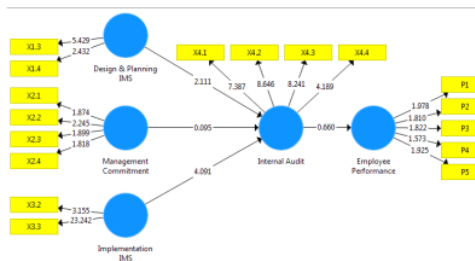 X1.3
5.429
X1.4
2.432
Design & Planning
IMS
2.111
X4.1
X4.2
X4.3
X4.4
7.387
8.646
8.241
4.189
X2.1
1.874
X2.2
2.245
X2.3
1.899
X2.4
1.818
Management
Commitment
0.095
Internal Audit
0.660
Employee
Performance
P1
1.978
P2
1.810
P3
1.822
P4
1.573
P5
1.925
X3.2
3.155
X3.3
23.242
Implementation
IMS
4.091